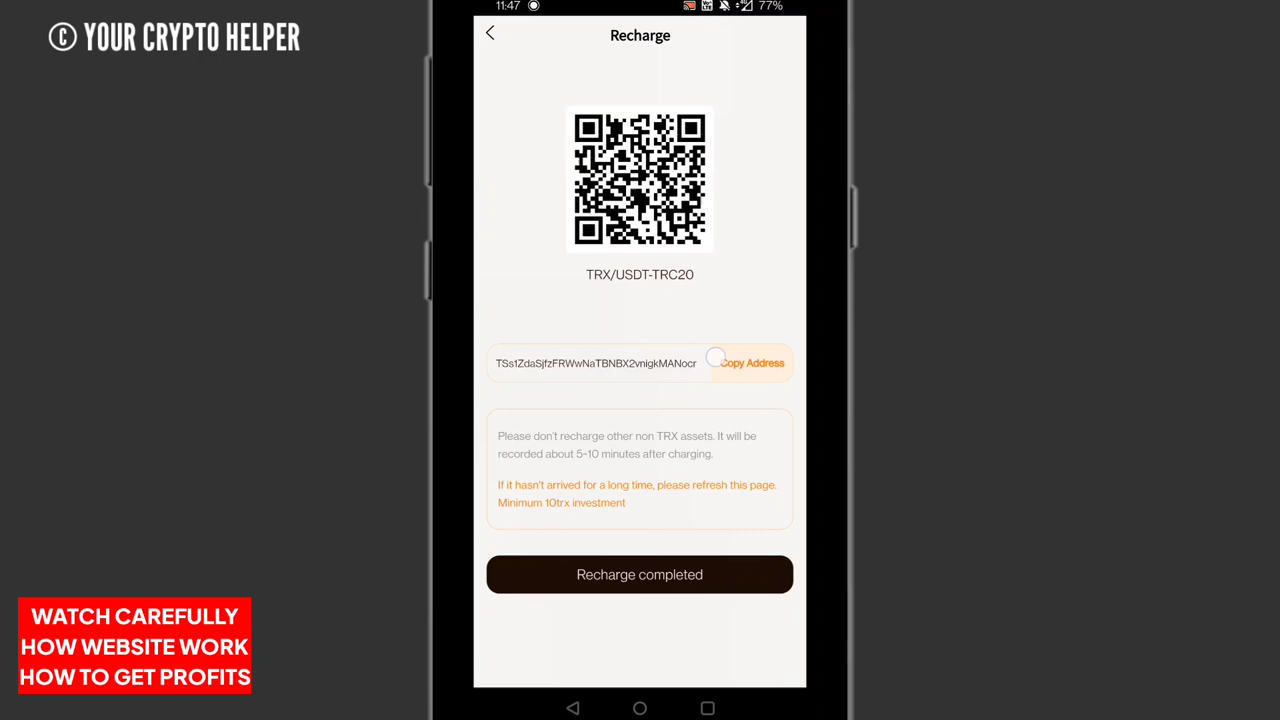 © YOUR CRYPTO HELPER
11:47
77%
Recharge
TRX/USDT-TRC20
TSs1ZdaSjfzFRWwNaTBNBX2vnigkMANocr
Copy Address
Please don't recharge other non TRX assets. It will be
recorded about 5-10 minutes after charging.
If it hasn't arrived for a long time, please refresh this page.
Minimum 10trx investment
Recharge completed
WATCH CAREFULLY
HOW WEBSITE WORK
HOW TO GET PROFITS